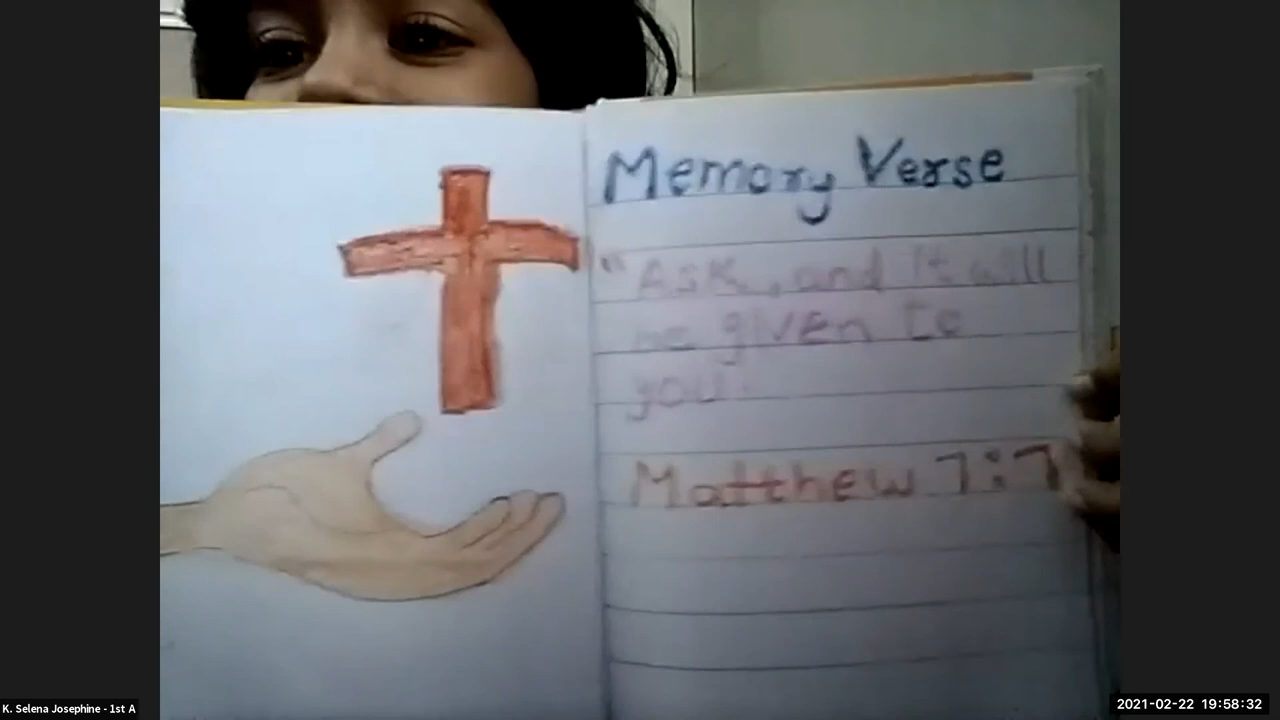 Memory Verse
"Ask, and it will
be given to
you.
Matthew 7:7
K. Selena Josephine - 1st A
2021-02-22 19:58:32